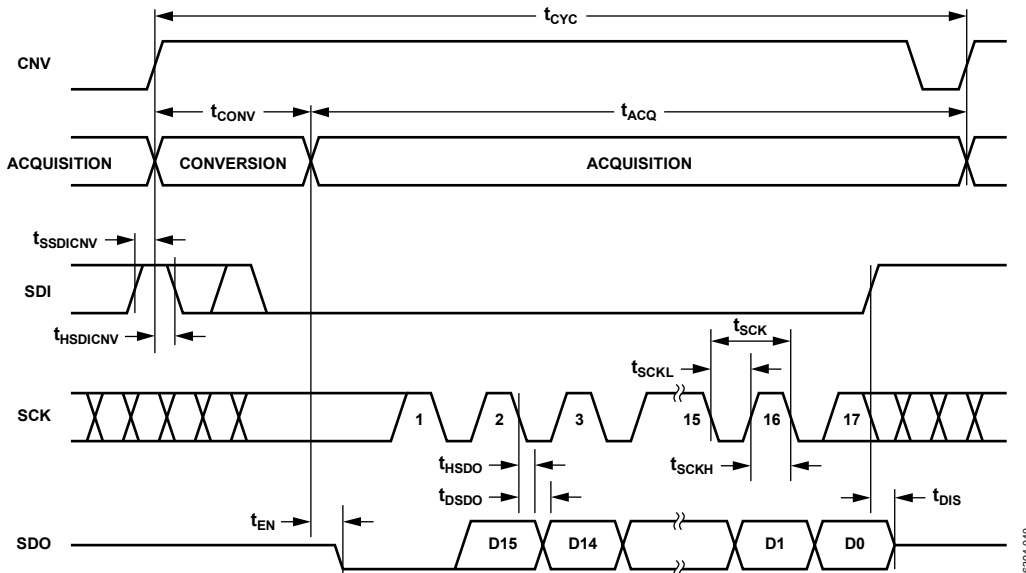 tCYC
CNV
tCONV
tACQ
ACQUISITION
CONVERSION
ACQUISITION
tSSDICNV
SDI
tHSDICNV
tSCK
tSCKL
SCK
1
2
3
15
16
17
tHSDO
tSCKH
tDSDO
tDIS
tEN
SDO
D15
D14
D1
D0